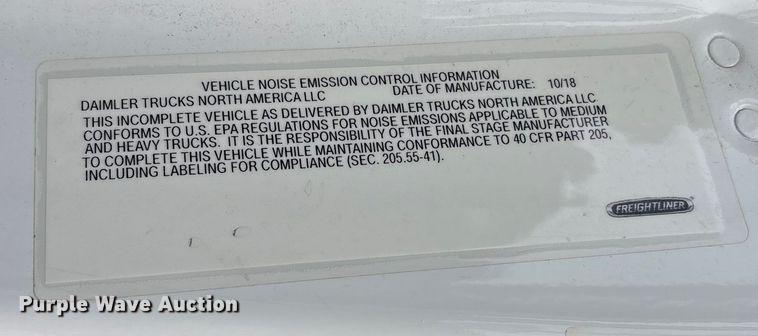 VEHICLE NOISE EMISSION CONTROL INFORMATION
DAIMLER TRUCKS NORTH AMERICA LLC DATE OF MANUFACTURE: 10/18
THIS INCOMPLETE VEHICLE AS DELIVERED BY DAIMLER TRUCKS NORTH AMERICA LLC
CONFORMS TO U.S. EPA REGULATIONS FOR NOISE EMISSIONS APPLICABLE TO MEDIUM
AND HEAVY TRUCKS. IT IS THE RESPONSIBILITY OF THE FINAL STAGE MANUFACTURER
TO COMPLETE THIS VEHICLE WHILE MAINTAINING CONFORMANCE TO 40 CFR PART 205,
INCLUDING LABELING FOR COMPLIANCE (SEC. 205.55-41).
FREIGHTLINER
Purple Wave Auction